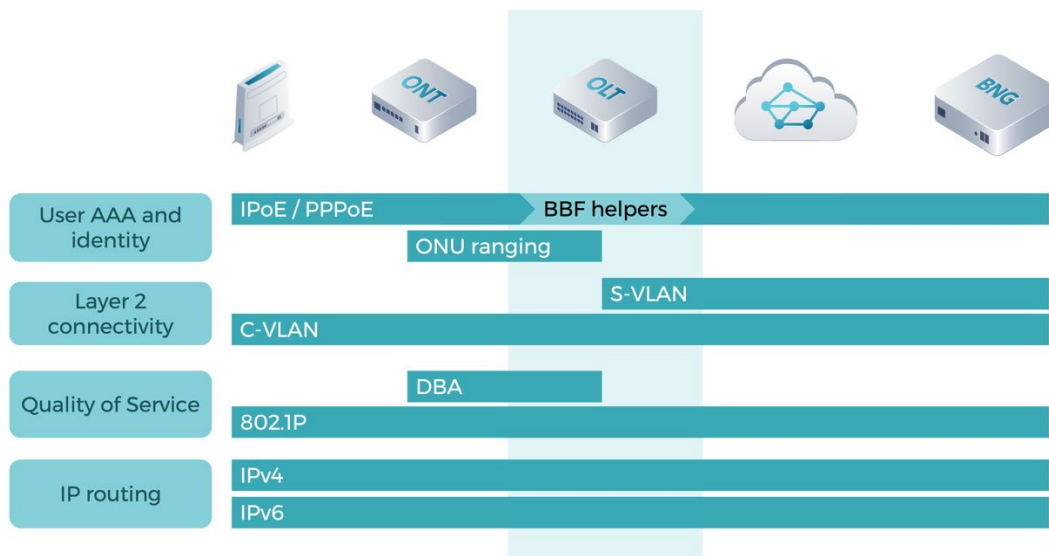 ONT
OLT
BNG
User AAA and
identity
IPoE / PPPoE
BBF helpers
ONU ranging
Layer 2
connectivity
S-VLAN
C-VLAN
Quality of Service
DBA
802.1P
IP routing
IPv4
IPv6